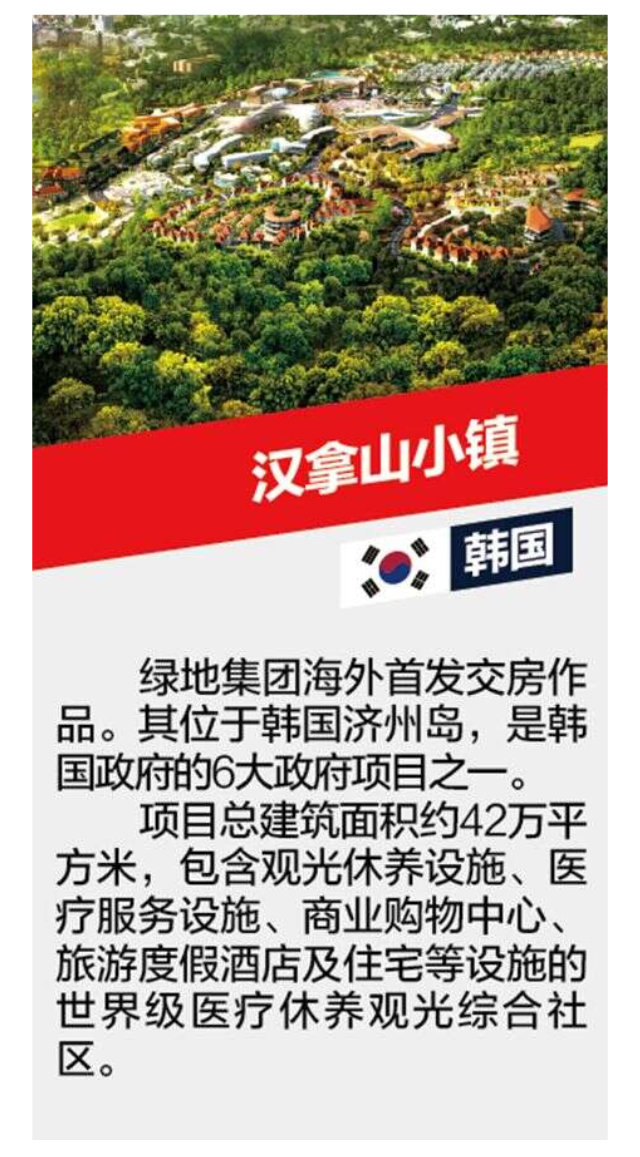 汉拿山小镇
韩国
绿地集团海外首发交房作
品。其位于韩国济州岛，是韩
国政府的6大政府项目之一。
项目总建筑面积约42万平
方米，包含观光休养设施、医
疗服务设施、商业购物中心、
旅游度假酒店及住宅等设施的
世界级医疗休养观光综合社
区。